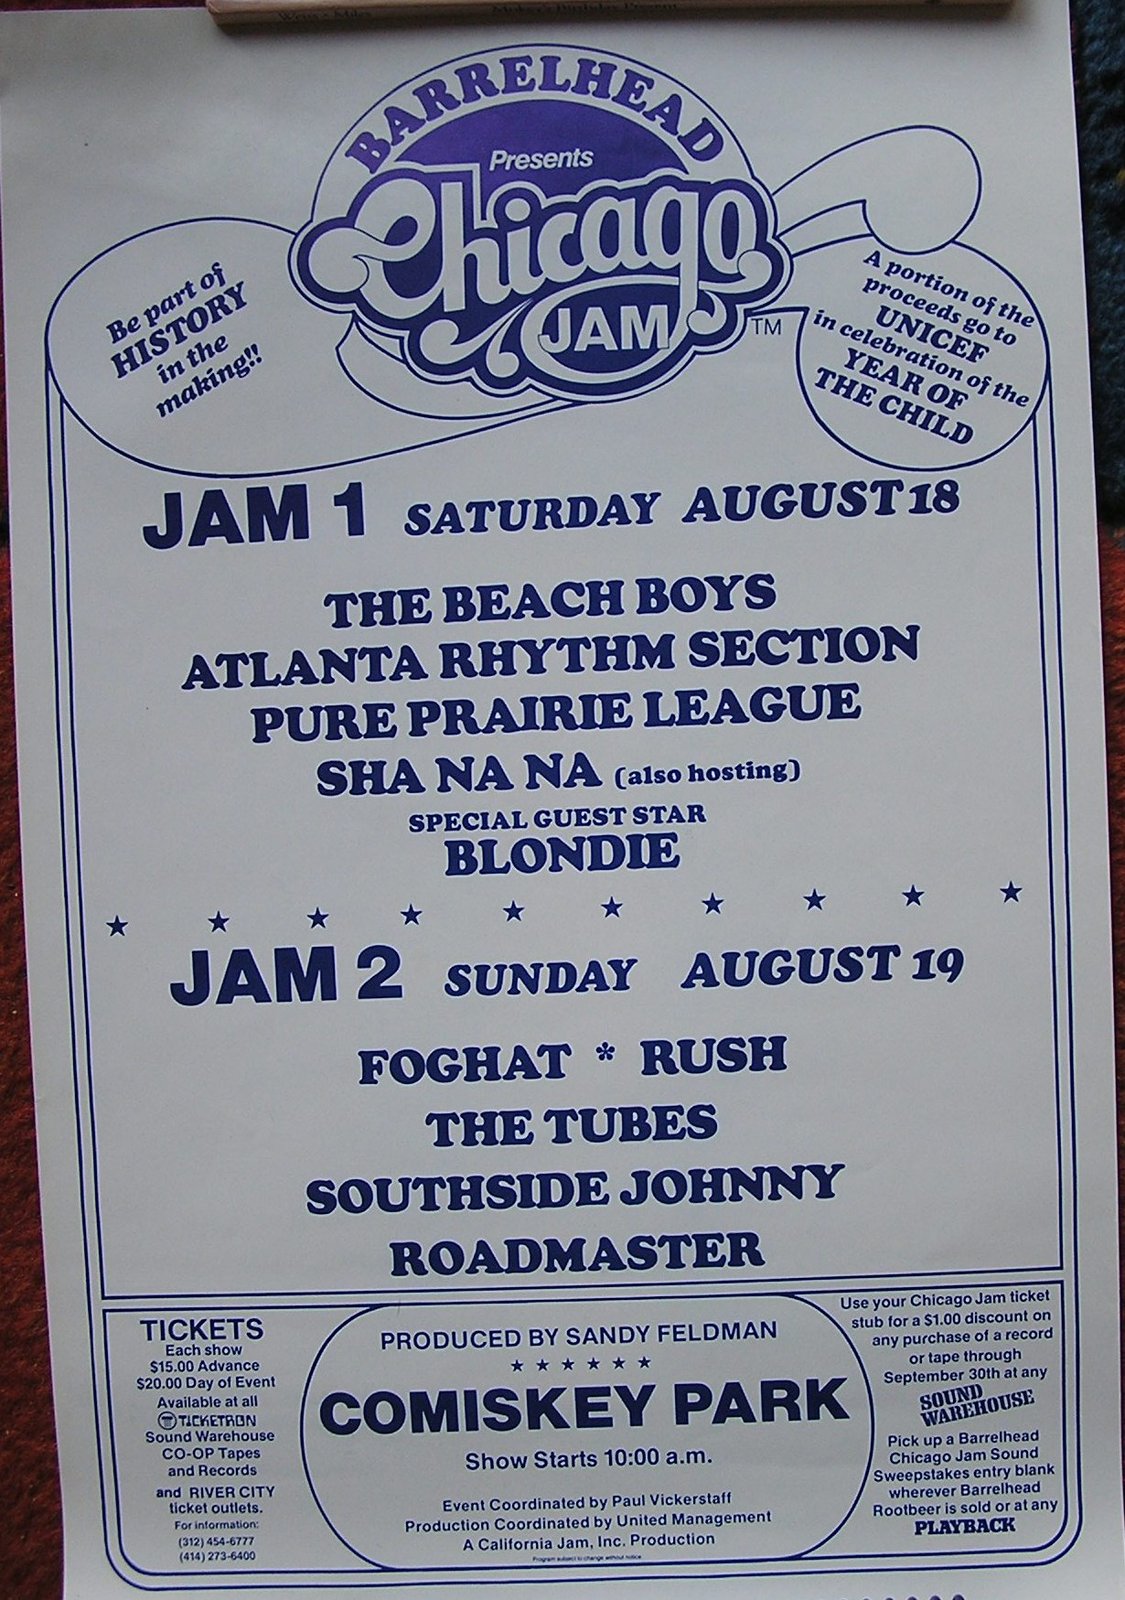 BARRELHEAD
Presents
Chicago
JAM TM
Be part of
HISTORY
in the
making!!
A portion of the
proceeds go to
UNICEF
in celebration of the
YEAR OF
THE CHILD
JAM 1 SATURDAY AUGUST 18
THE BEACH BOYS
ATLANTA RHYTHM SECTION
PURE PRAIRIE LEAGUE
SHA NA NA (also hosting)
SPECIAL GUEST STAR
BLONDIE
JAM 2 SUNDAY AUGUST 19
FOGHAT * RUSH
THE TUBES
SOUTHSIDE JOHNNY
ROADMASTER
TICKETS
Each show
$15.00 Advance
$20.00 Day of Event
Available at all
TICKETRON
Sound Warehouse
CO-OP Tapes
and Records
and RIVER CITY
ticket outlets.
For information:
(312) 454-6777
(414) 273-6400
PRODUCED BY SANDY FELDMAN
COMISKEY PARK
Show Starts 10:00 a.m.
Event Coordinated by Paul Vickerstaff
Production Coordinated by United Management
A California Jam, Inc. Production
Program subject to change without notice.
Use your Chicago Jam ticket
stub for a $1.00 discount on
any purchase of a record
or tape through
September 30th at any
SOUND
WAREHOUSE
Pick up a Barrelhead
Chicago Jam Sound
Sweepstakes entry blank
wherever Barrelhead
Rootbeer is sold or at any
PLAYBACK